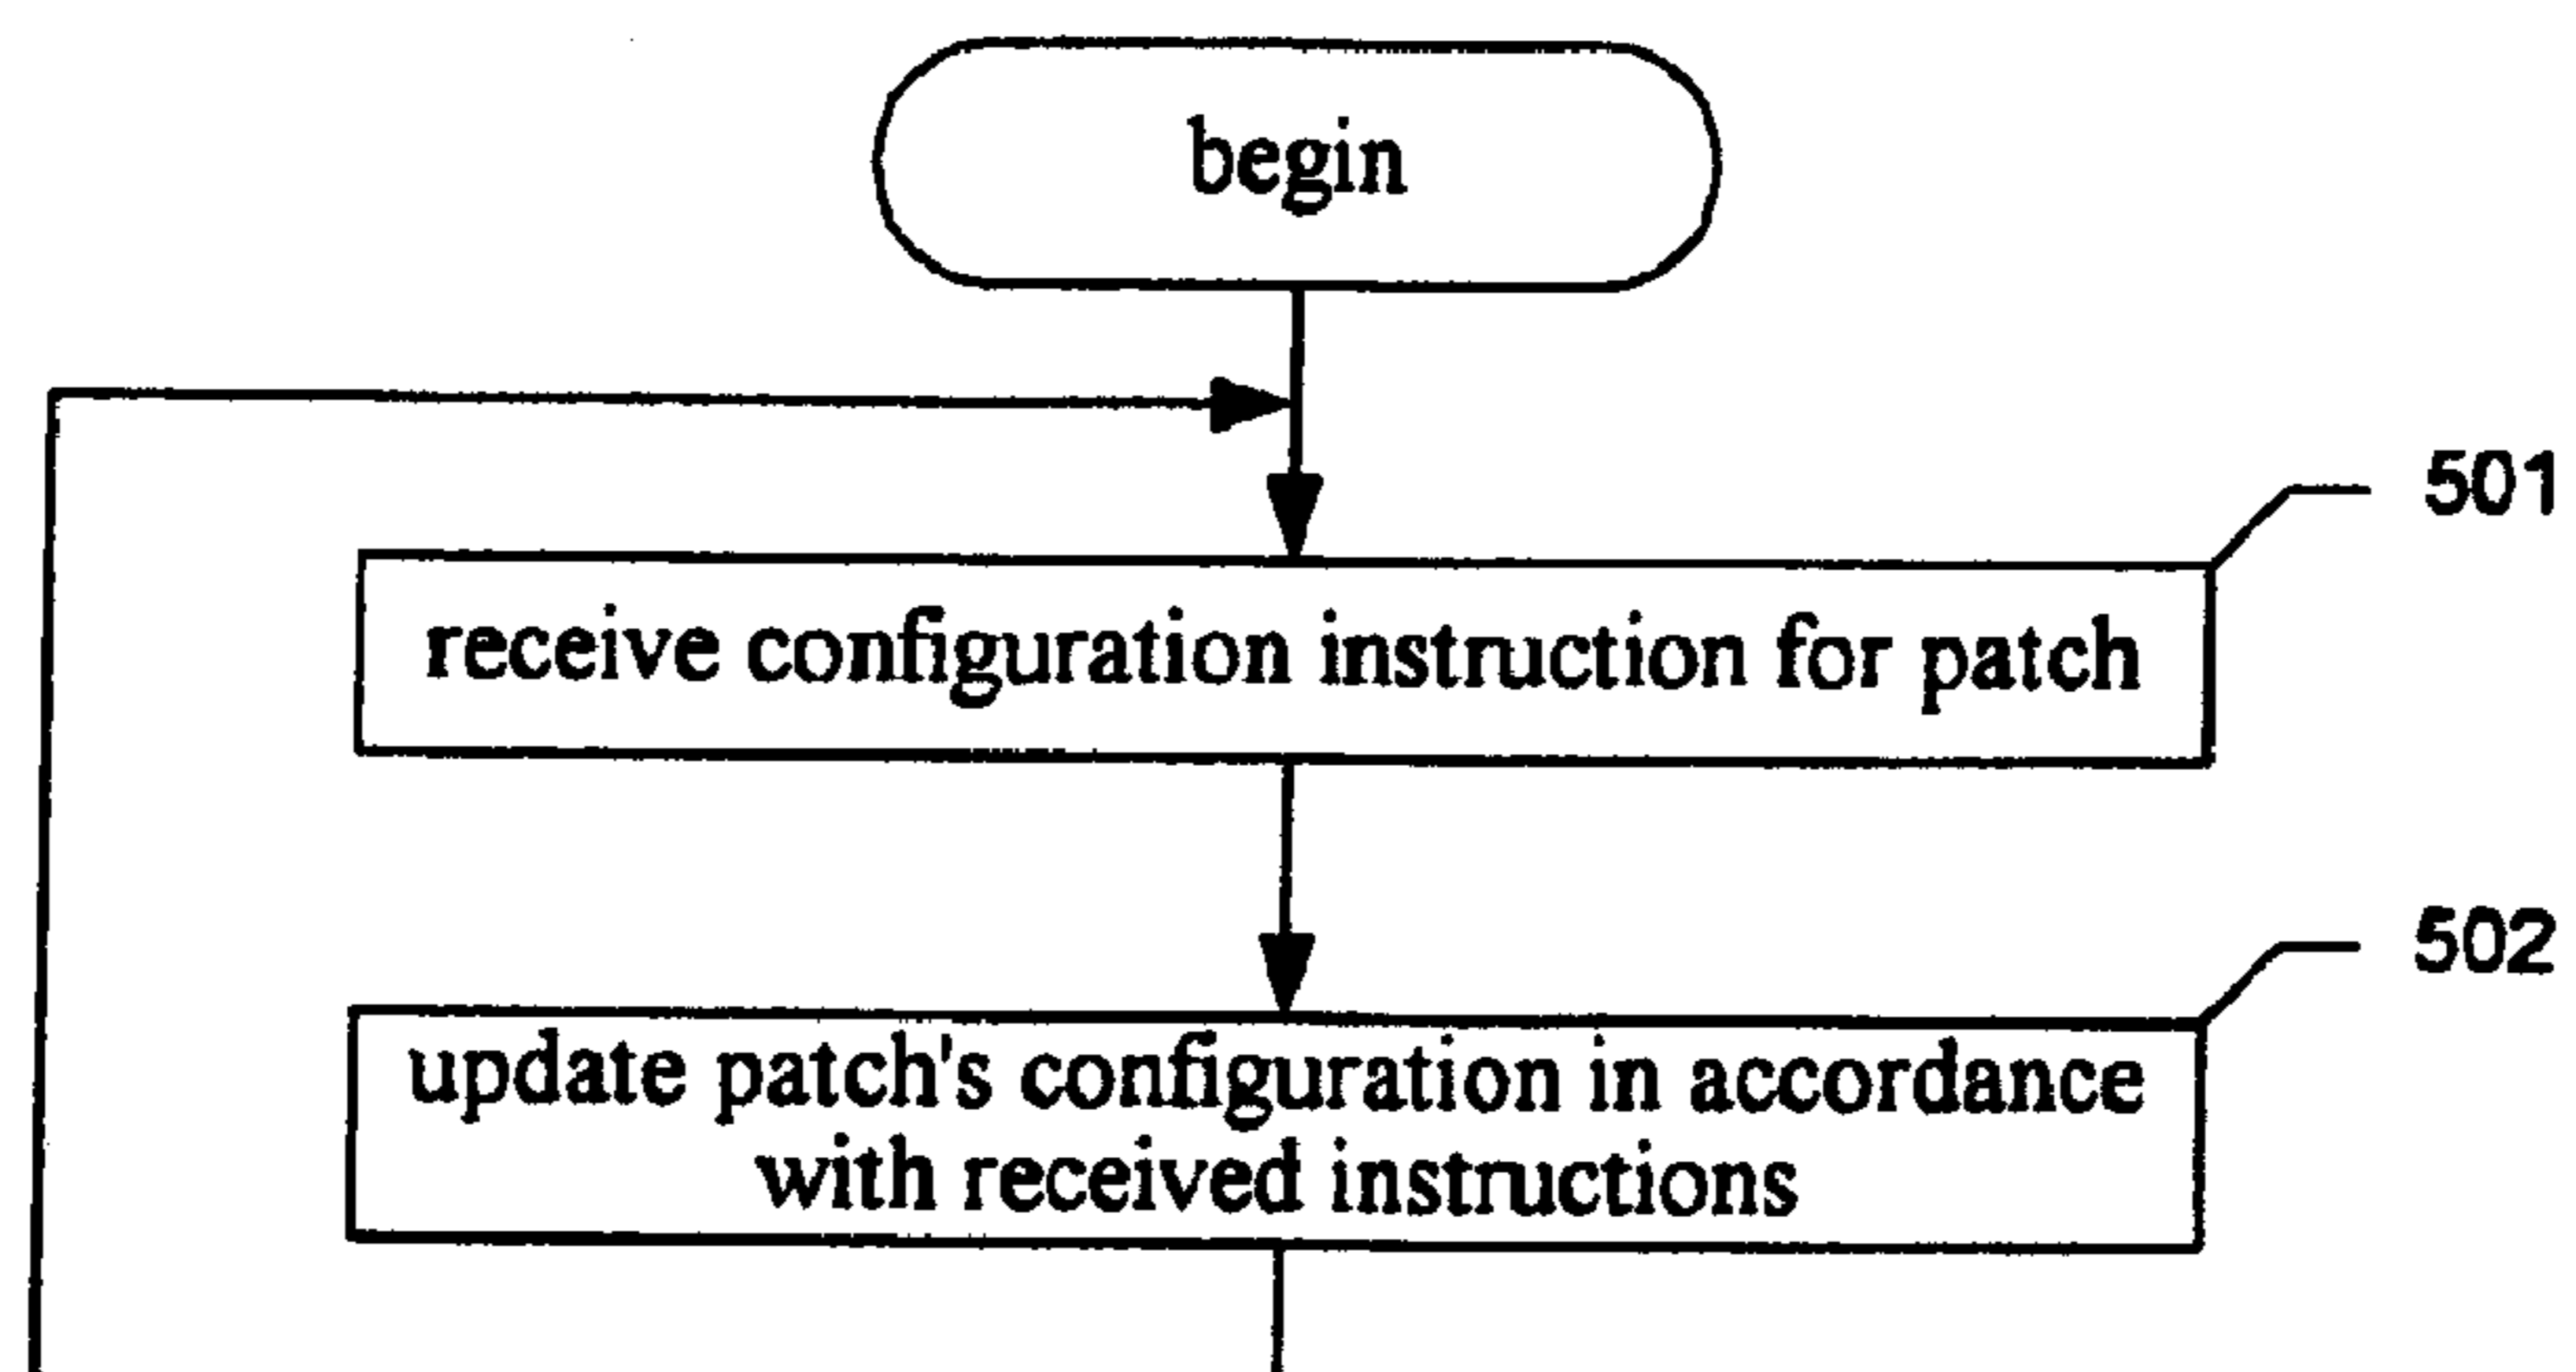 begin
501
receive configuration instruction for patch
502
update patch's configuration in accordance
with received instructions